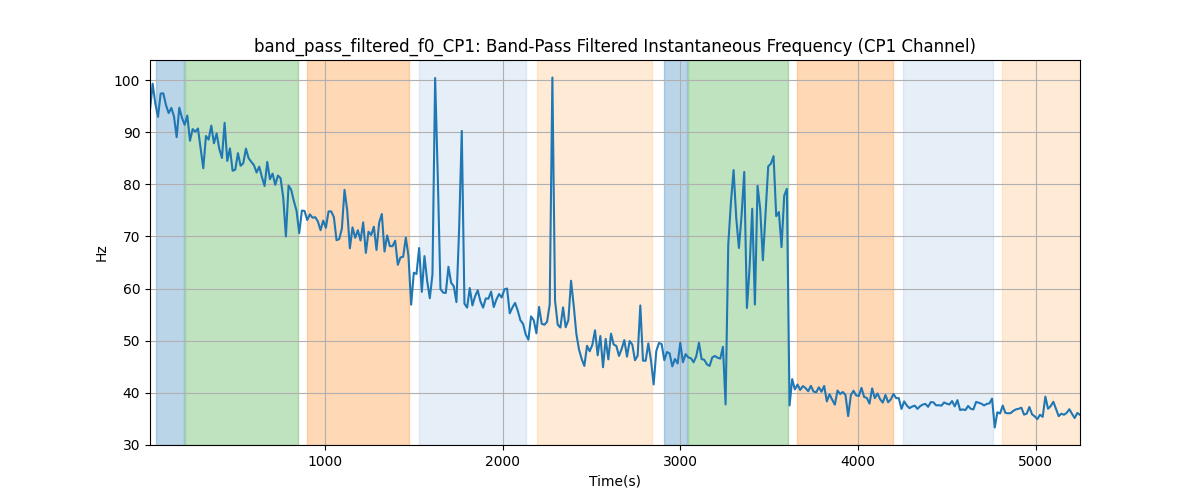 band_pass_filtered_f0_CP1: Band-Pass Filtered Instantaneous Frequency (CP1 Channel)
100
90
80
70
60
50
40
30
Hz
1000 2000 3000 4000 5000
Time(s)